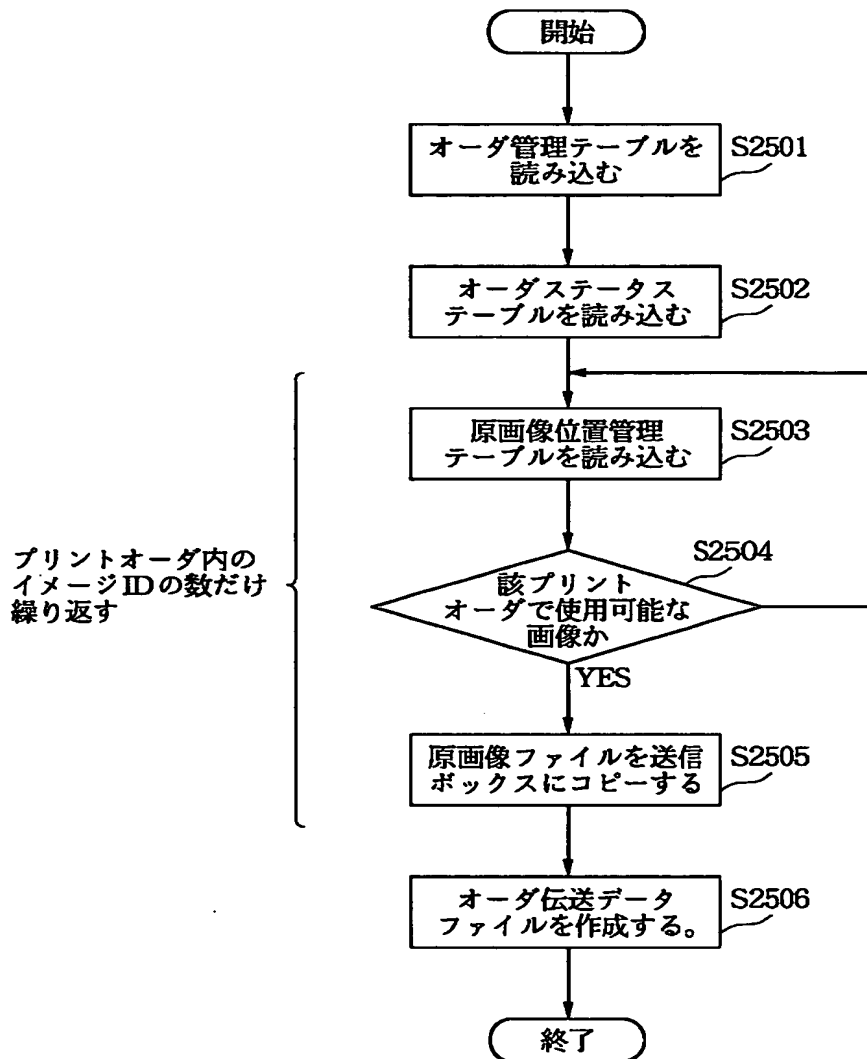 開始
オーダ管理テーブルを
読み込む
S2501
オーダステータス
テーブルを読み込む
S2502
原画像位置管理
テーブルを読み込む
S2503
プリントオーダ内の
イメージIDの数だけ
繰り返す
該プリント
オーダで使用可能な
画像か
S2504
YES
原画像ファイルを送信
ボックスにコピーする
S2505
オーダ伝送データ
ファイルを作成する。
S2506
終了